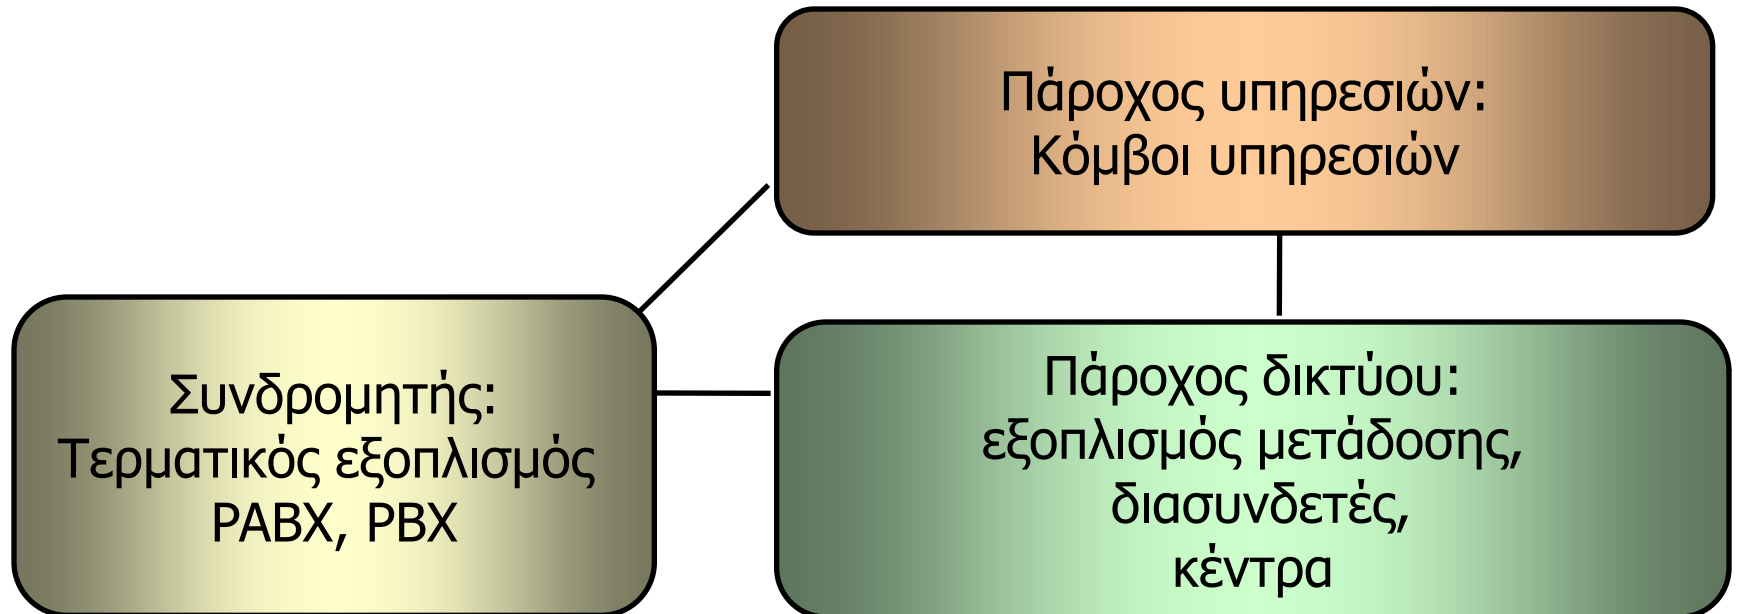 Πάροχος υπηρεσιών:
Κόμβοι υπηρεσιών
Συνδρομητής:
Τερματικός εξοπλισμός
PABX, PBX
Πάροχος δικτύου:
εξοπλισμός μετάδοσης,
διασυνδετές,
κέντρα